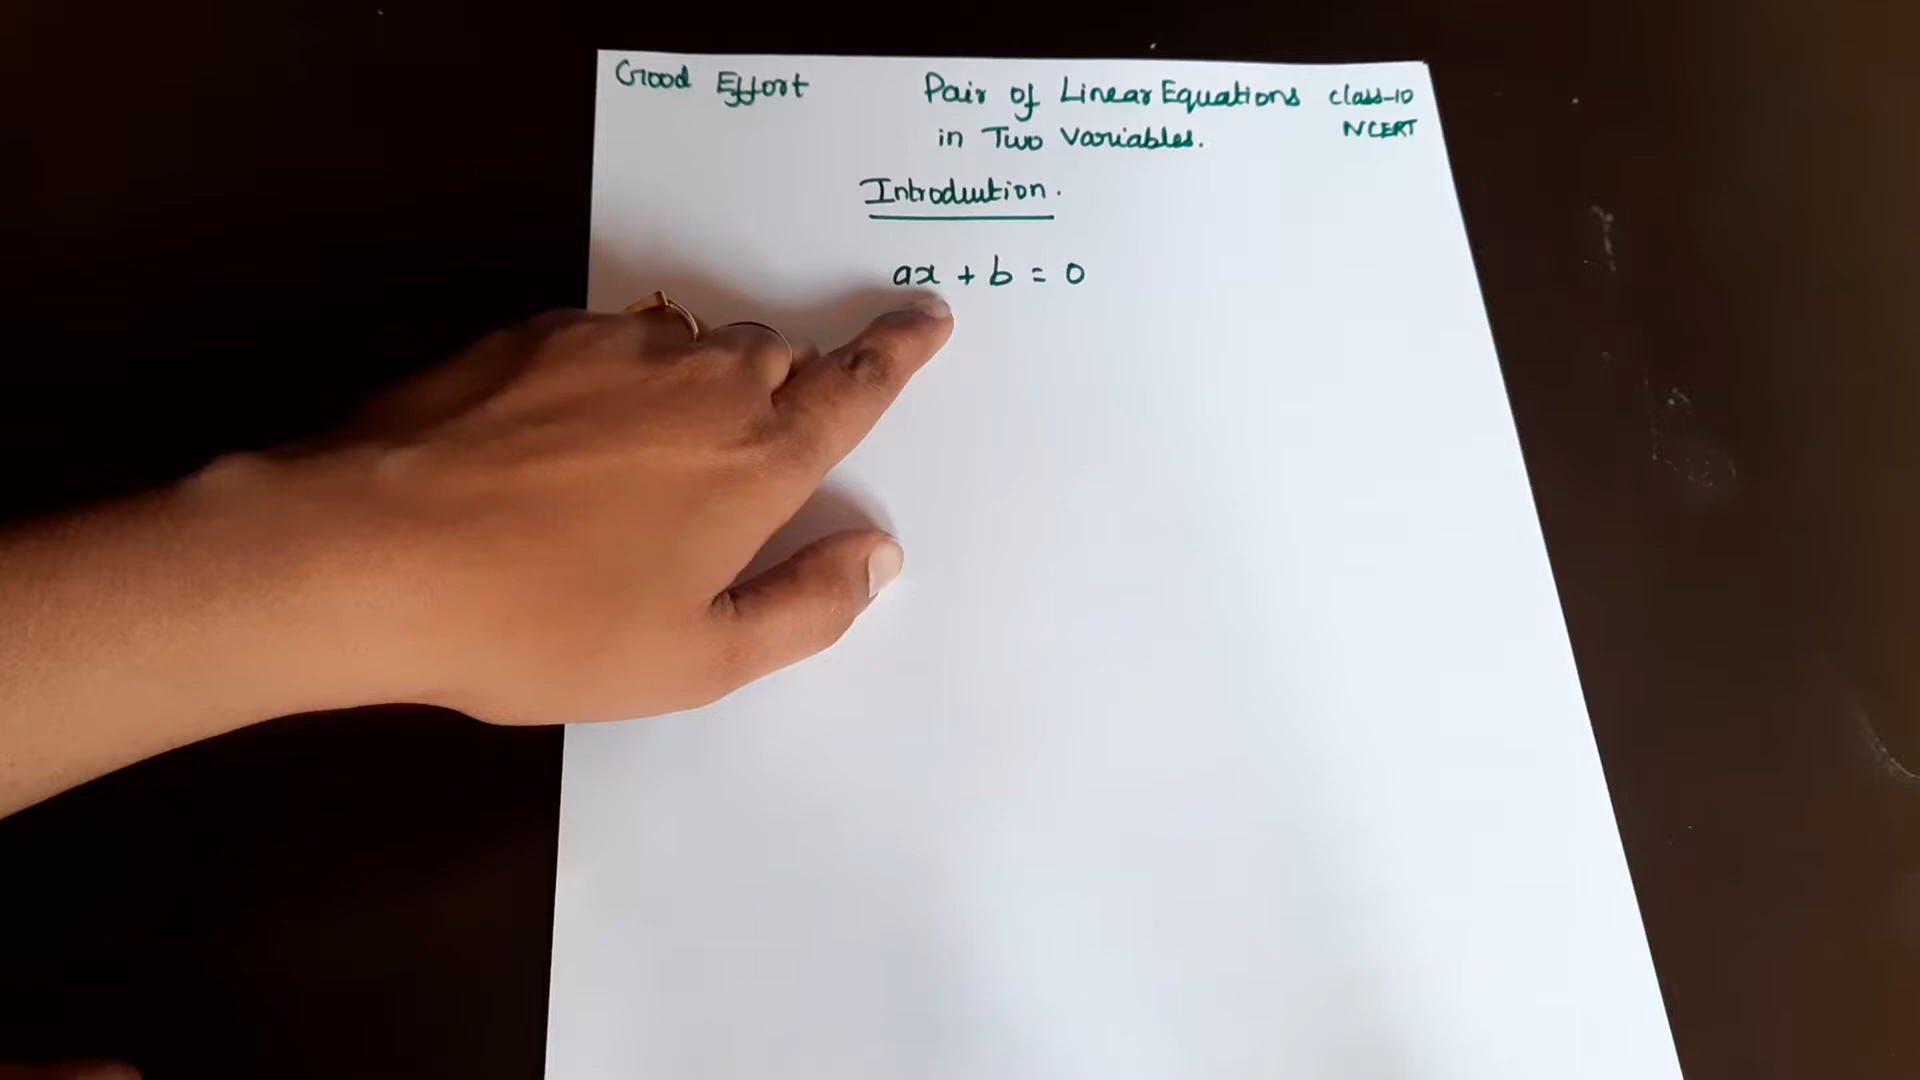 Good Effort
Pair of Linear Equations
in Two Variables.
Class-10
NCERT
Introduction.
ax + b = 0